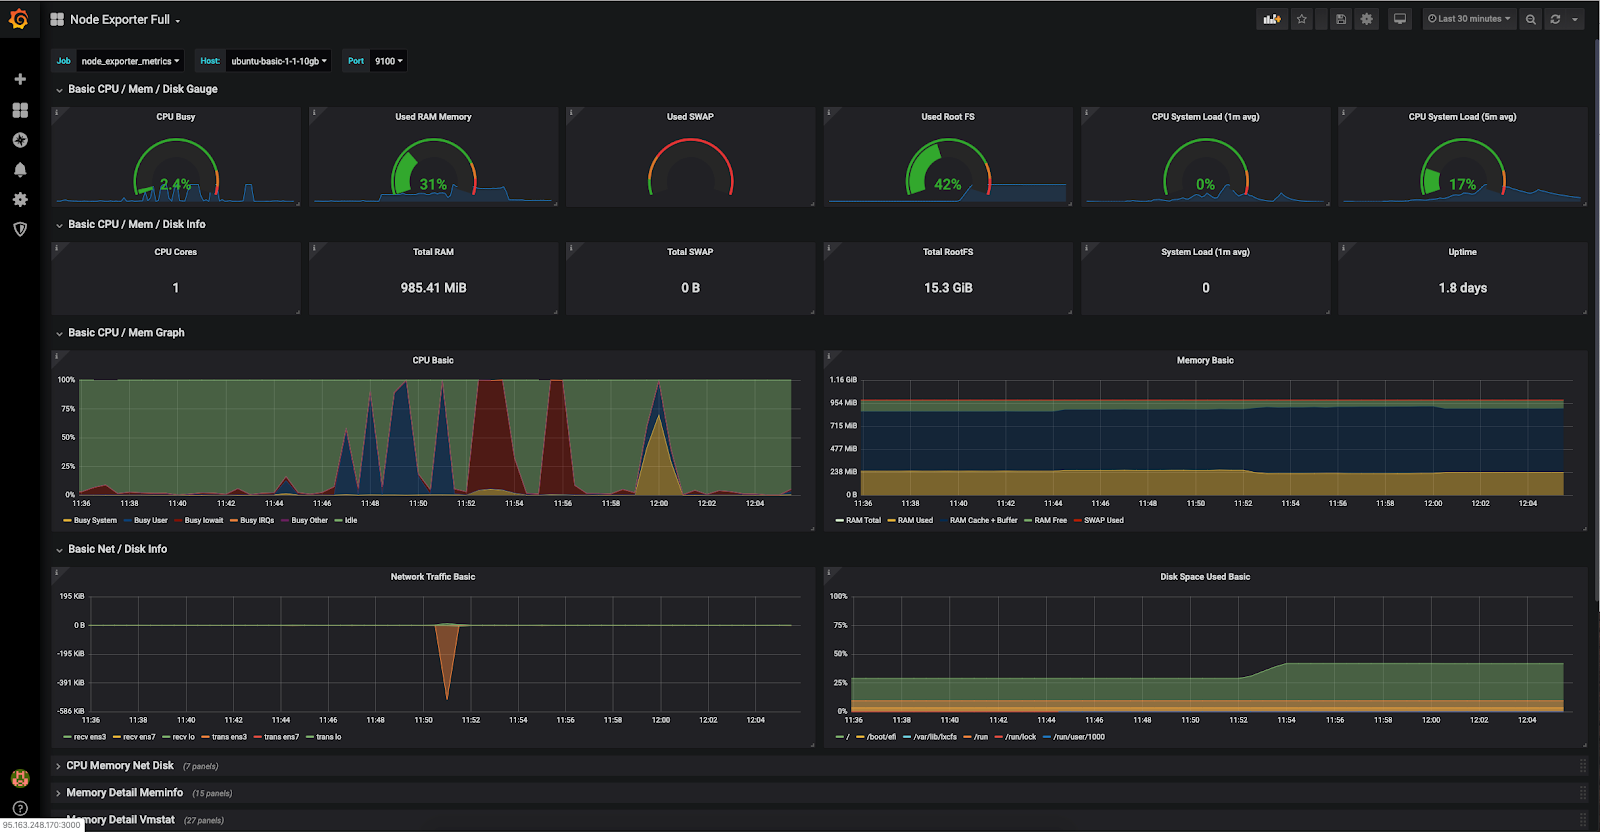 Node Exporter Full
Last 30 minutes
Job node_exporter_metrics Host: ubuntu-basic-1-1-10gb Port 9100
Basic CPU / Mem / Disk Gauge
CPU Busy Used RAM Memory Used SWAP Used Root FS CPU System Load (1m avg) CPU System Load (5m avg)
2.4% 31% 42% 0% 17%
Basic CPU / Mem / Disk Info
CPU Cores Total RAM Total SWAP Total RootFS System Load (1m avg) Uptime
1 985.41 MiB 0 B 15.3 GiB 0 1.8 days
Basic CPU / Mem Graph
CPU Basic
100%
75%
50%
25%
0%
11:36 11:38 11:40 11:42 11:44 11:46 11:48 11:50 11:52 11:54 11:56 11:58 12:00 12:02 12:04
Busy System Busy User Busy Iowait Busy IRQs Busy Other Idle
Memory Basic
1.16 GiB
954 MiB
715 MiB
477 MiB
238 MiB
0 B
11:36 11:38 11:40 11:42 11:44 11:46 11:48 11:50 11:52 11:54 11:56 11:58 12:00 12:02 12:04
RAM Total RAM Used RAM Cache + Buffer RAM Free SWAP Used
Basic Net / Disk Info
Network Traffic Basic
195 KiB
0 B
-195 KiB
-391 KiB
-586 KiB
11:36 11:38 11:40 11:42 11:44 11:46 11:48 11:50 11:52 11:54 11:56 11:58 12:00 12:02 12:04
recv ens3 recv ens7 recv lo trans ens3 trans ens7 trans lo
Disk Space Used Basic
100%
75%
50%
25%
0%
11:36 11:38 11:40 11:42 11:44 11:46 11:48 11:50 11:52 11:54 11:56 11:58 12:00 12:02 12:04
/ /boot/efi /var/lib/lxcfs /run /run/lock /run/user/1000
CPU Memory Net Disk (7 panels)
Memory Detail Meminfo (15 panels)
Memory Detail Vmstat (27 panels)
95.163.248.170:3000